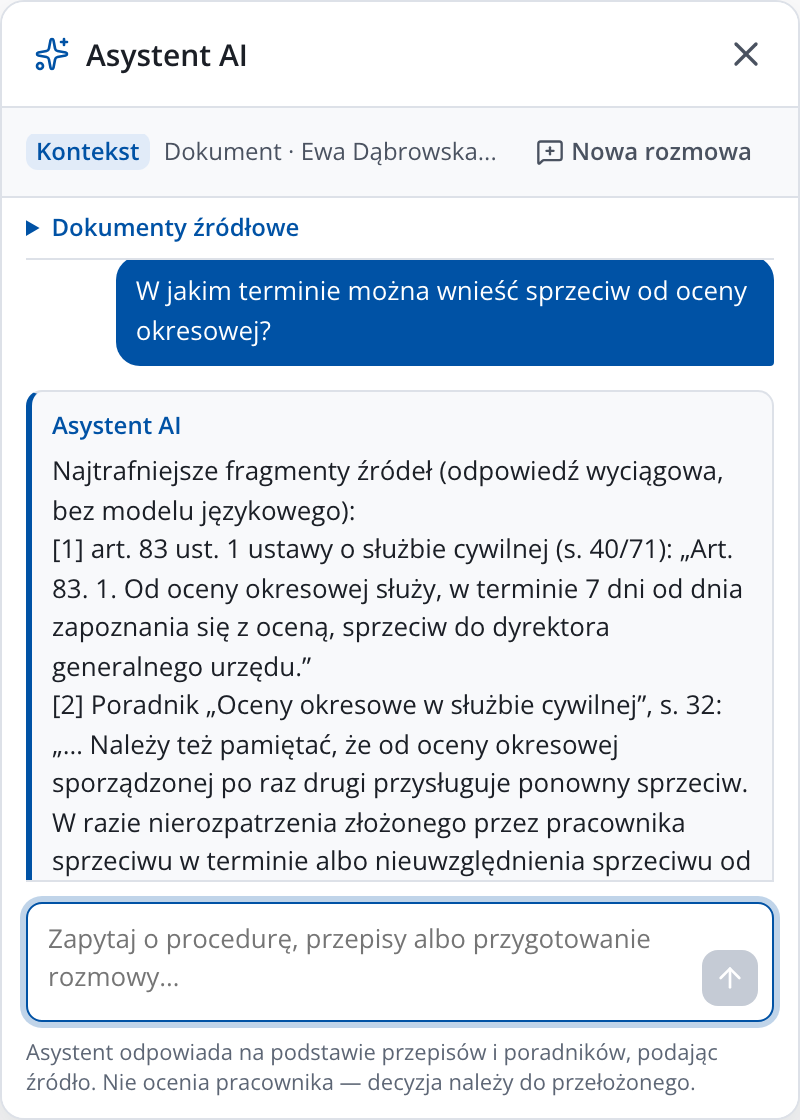 Asystent AI
Kontekst Dokument · Ewa Dąbrowska... Nowa rozmowa
Dokumenty źródłowe
W jakim terminie można wnieść sprzeciw od oceny
okresowej?
Asystent AI
Najtrafniejsze fragmenty źródeł (odpowiedź wyciągowa,
bez modelu językowego):
[1] art. 83 ust. 1 ustawy o służbie cywilnej (s. 40/71): „Art.
83. 1. Od oceny okresowej służy, w terminie 7 dni od dnia
zapoznania się z oceną, sprzeciw do dyrektora
generalnego urzędu.”
[2] Poradnik „Oceny okresowe w służbie cywilnej”, s. 32:
„… Należy też pamiętać, że od oceny okresowej
sporządzonej po raz drugi przysługuje ponowny sprzeciw.
W razie nierozpatrzenia złożonego przez pracownika
sprzeciwu w terminie albo nieuwzględnienia sprzeciwu od
Zapytaj o procedurę, przepisy albo przygotowanie
rozmowy...
Asystent odpowiada na podstawie przepisów i poradników, podając
źródło. Nie ocenia pracownika — decyzja należy do przełożonego.